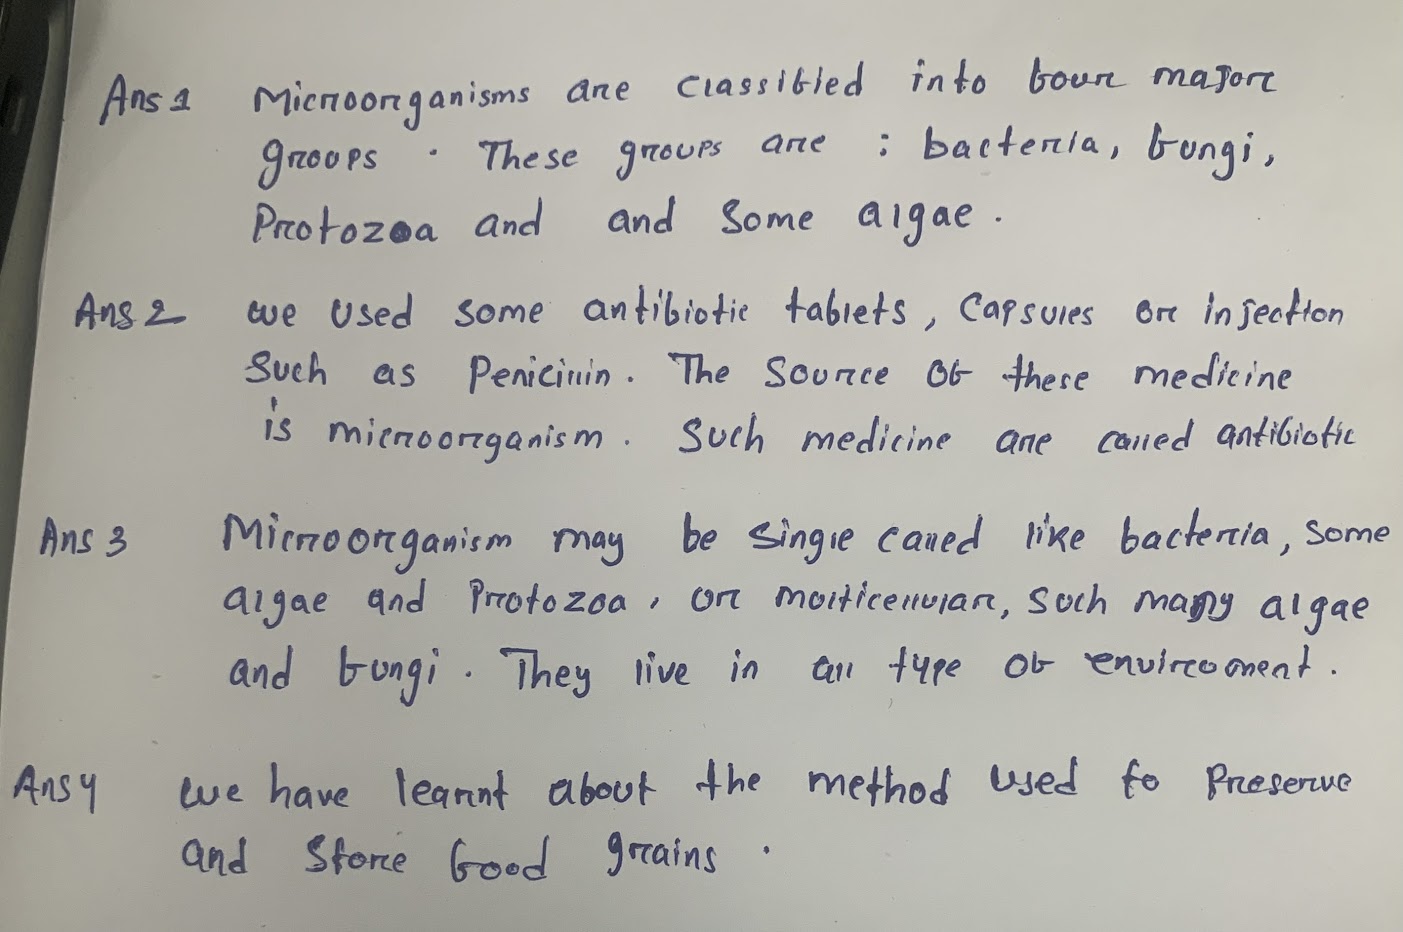 Ans 1 Microorganisms are classified into four major
groops . These groups are : bacteria, fungi,
Protozoa and and some algae .
Ans 2 we used some antibiotic tablets, capsules or injection
such as Penicillin . The source of these medicine
is microorganism . Such medicine are called antibiotic
Ans 3 Microorganism may be single called like bacteria, some
algae and Protozoa , or molticellular, soch many algae
and fungi . They live in all type of enviroment .
Ans 4 we have learnt about the method used to Preserve
and store food grains .